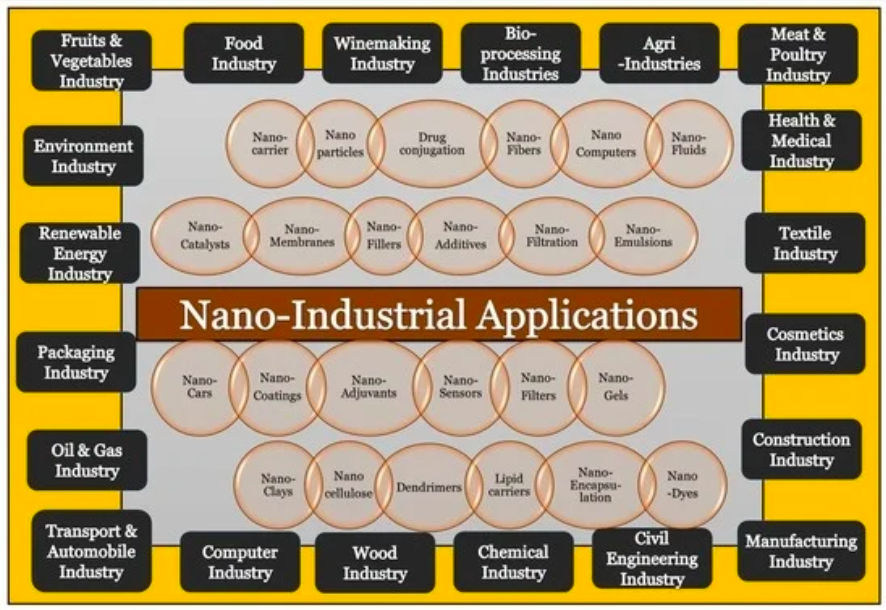 Fruits &
Vegetables
Industry
Food
Industry
Winemaking
Industry
Bio-
processing
Industries
Agri
-Industries
Meat &
Poultry
Industry
Environment
Industry
Nano-
carrier
Nano
particles
Drug
conjugation
Nano-
Fibers
Nano
Computers
Nano-
Fluids
Health &
Medical
Industry
Renewable
Energy
Industry
Nano-
Catalysts
Nano-
Membranes
Nano-
Fillers
Nano-
Additives
Nano-
Filtration
Nano-
Emulsions
Textile
Industry
Nano-Industrial Applications
Packaging
Industry
Nano-
Cars
Nano-
Coatings
Nano-
Adjuvants
Nano-
Sensors
Nano-
Filters
Nano-
Gels
Cosmetics
Industry
Oil & Gas
Industry
Nano-
Clays
Nano
cellulose
Dendrimers
Lipid
carriers
Nano-
Encapsu-
lation
Nano
-Dyes
Construction
Industry
Transport &
Automobile
Industry
Computer
Industry
Wood
Industry
Chemical
Industry
Civil
Engineering
Industry
Manufacturing
Industry